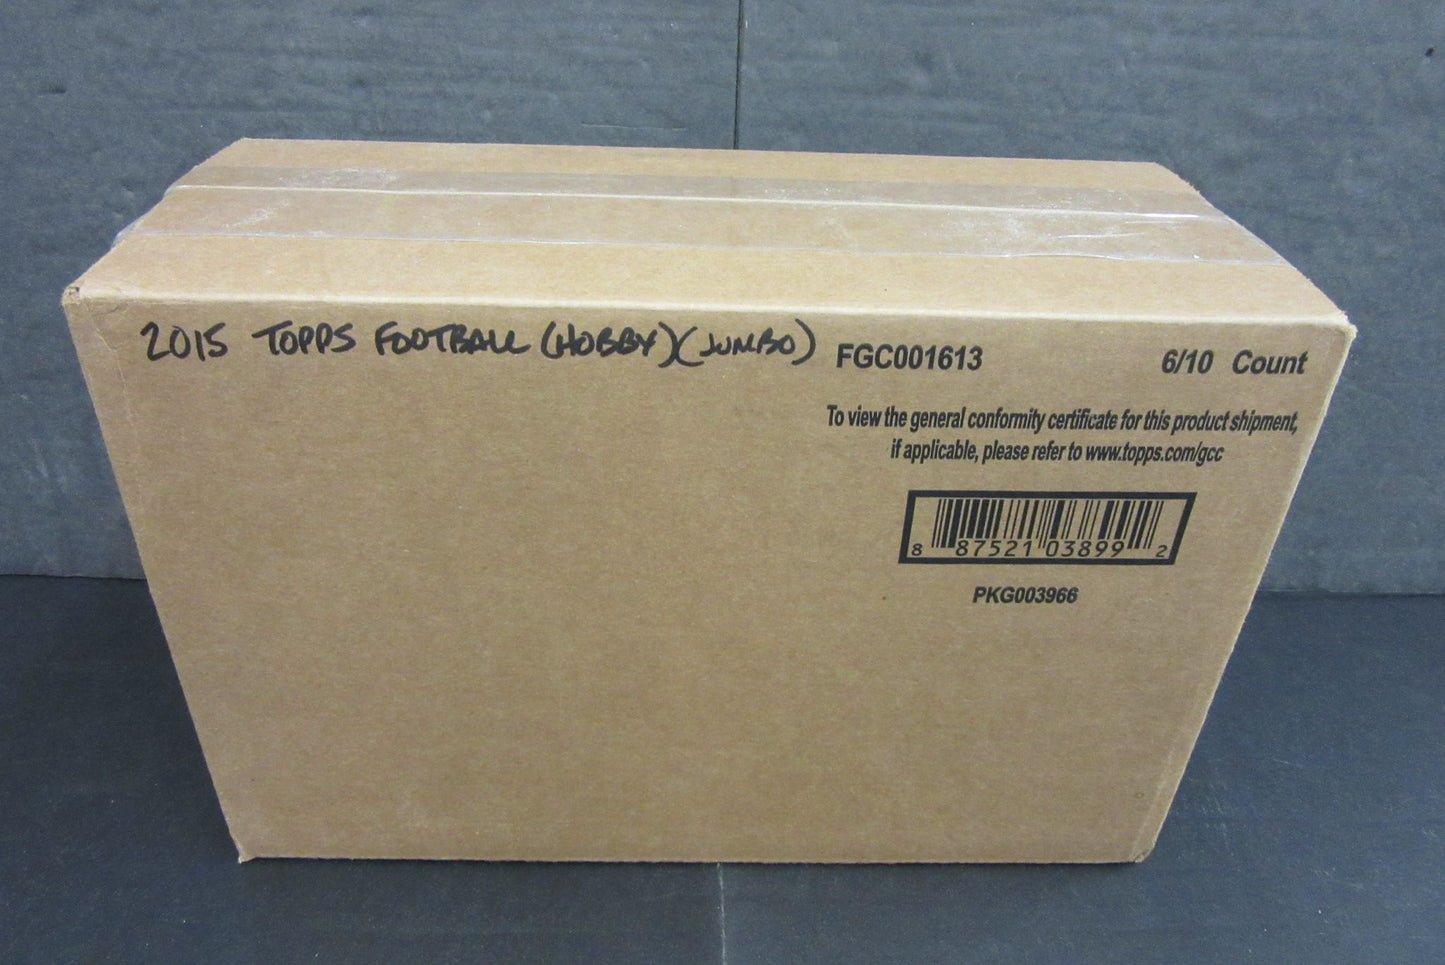 2015 TOPPS FOOTBALL (HOBBY)(JUMBO) FGC001613 6/10 Count
To view the general conformity certificate for this product shipment,
if applicable, please refer to www.topps.com/gcc
8 87521 03899 2
PKG003966